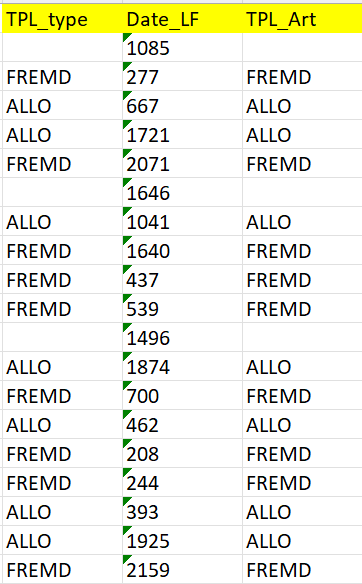 TPL_type Date_LF TPL_Art
1085
FREMD 277 FREMD
ALLO 667 ALLO
ALLO 1721 ALLO
FREMD 2071 FREMD
1646
ALLO 1041 ALLO
FREMD 1640 FREMD
FREMD 437 FREMD
FREMD 539 FREMD
1496
ALLO 1874 ALLO
FREMD 700 FREMD
ALLO 462 ALLO
FREMD 208 FREMD
FREMD 244 FREMD
ALLO 393 ALLO
ALLO 1925 ALLO
FREMD 2159 FREMD